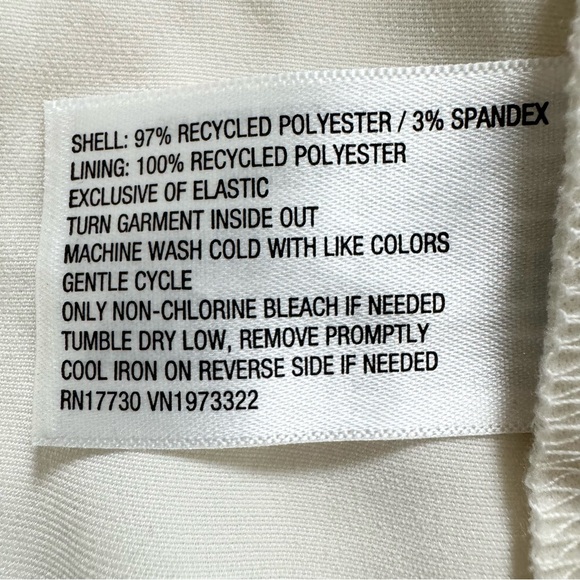 SHELL: 97% RECYCLED POLYESTER / 3% SPANDEX
LINING: 100% RECYCLED POLYESTER
EXCLUSIVE OF ELASTIC
TURN GARMENT INSIDE OUT
MACHINE WASH COLD WITH LIKE COLORS
GENTLE CYCLE
ONLY NON-CHLORINE BLEACH IF NEEDED
TUMBLE DRY LOW, REMOVE PROMPTLY
COOL IRON ON REVERSE SIDE IF NEEDED
RN17730 VN1973322